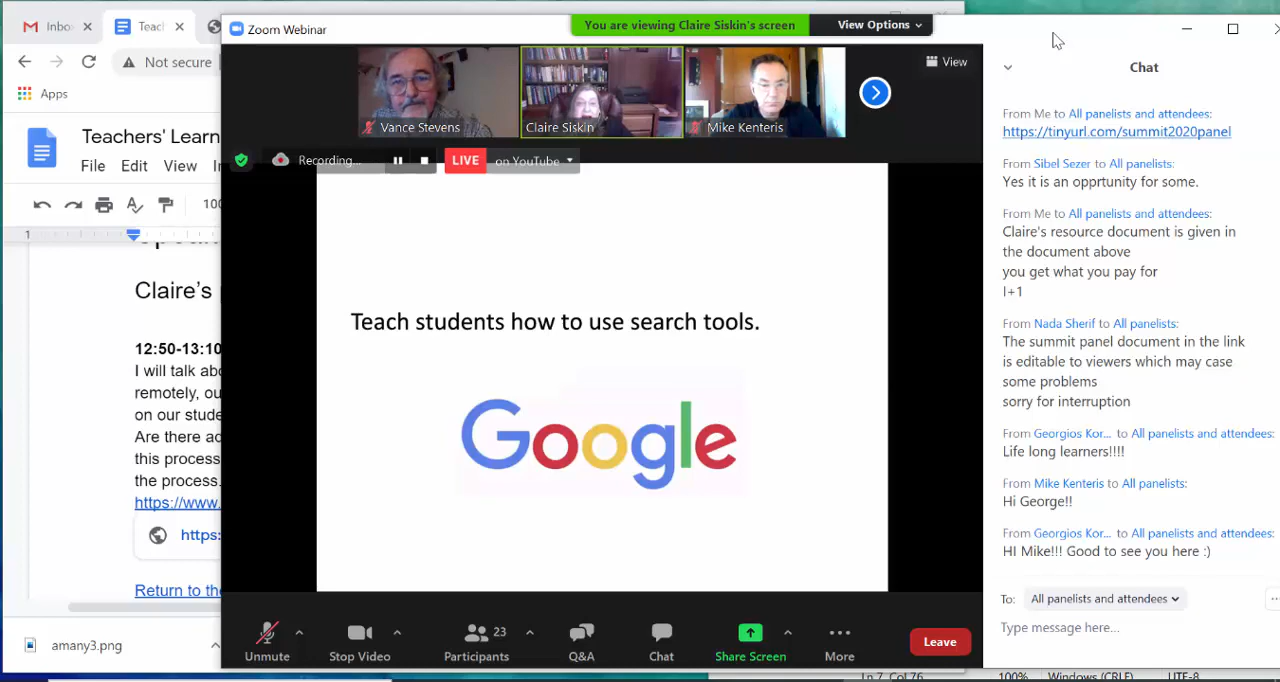 Inbo
Teach
Not secure
Apps
Teachers' Learn
File Edit View
100
1
Claire's
12:50-13:10
I will talk abo
remotely, ou
on our stude
Are there ad
this process
the process.
https://www.
https:
Return to the
amany3.png
Zoom Webinar
You are viewing Claire Siskin's screen
View Options
Vance Stevens
Claire Siskin
Mike Kenteris
View
Recording...
LIVE on YouTube
Teach students how to use search tools.
Google
Unmute
Stop Video
23
Participants
Q&A
Chat
Share Screen
More
Leave
Chat
From Me to All panelists and attendees:
https://tinyurl.com/summit2020panel
From Sibel Sezer to All panelists:
Yes it is an opprtunity for some.
From Me to All panelists and attendees:
Claire's resource document is given in
the document above
you get what you pay for
I+1
From Nada Sherif to All panelists:
The summit panel document in the link
is editable to viewers which may case
some problems
sorry for interruption
From Georgios Kor... to All panelists and attendees:
Life long learners!!!!
From Mike Kenteris to All panelists:
Hi George!!
From Georgios Kor... to All panelists and attendees:
HI Mike!!! Good to see you here :)
To: All panelists and attendees
Type message here...
Ln 7, Col 76 100% Windows (CRLF) UTF-8